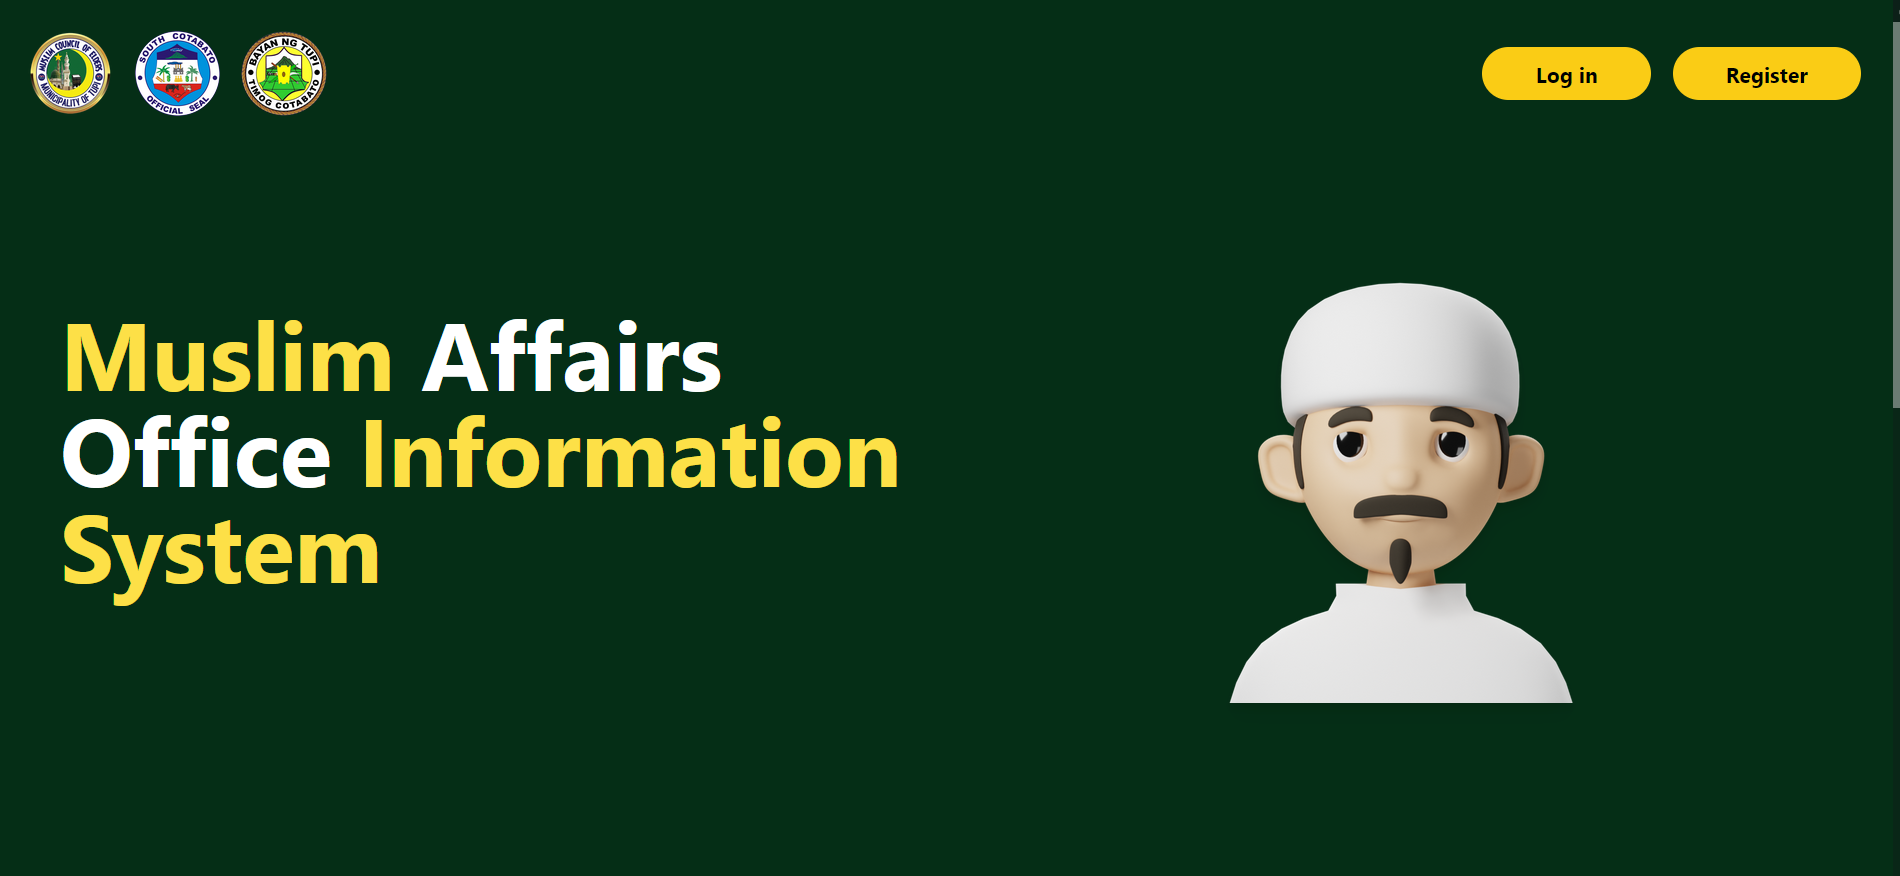 MUSLIM COUNCIL OF ELDERS
MUNICIPALITY OF TUPI
SOUTH COTABATO
OFFICIAL SEAL
BAYAN NG TUPI
TIMOG COTABATO
Log in
Register
Muslim Affairs
Office Information
System